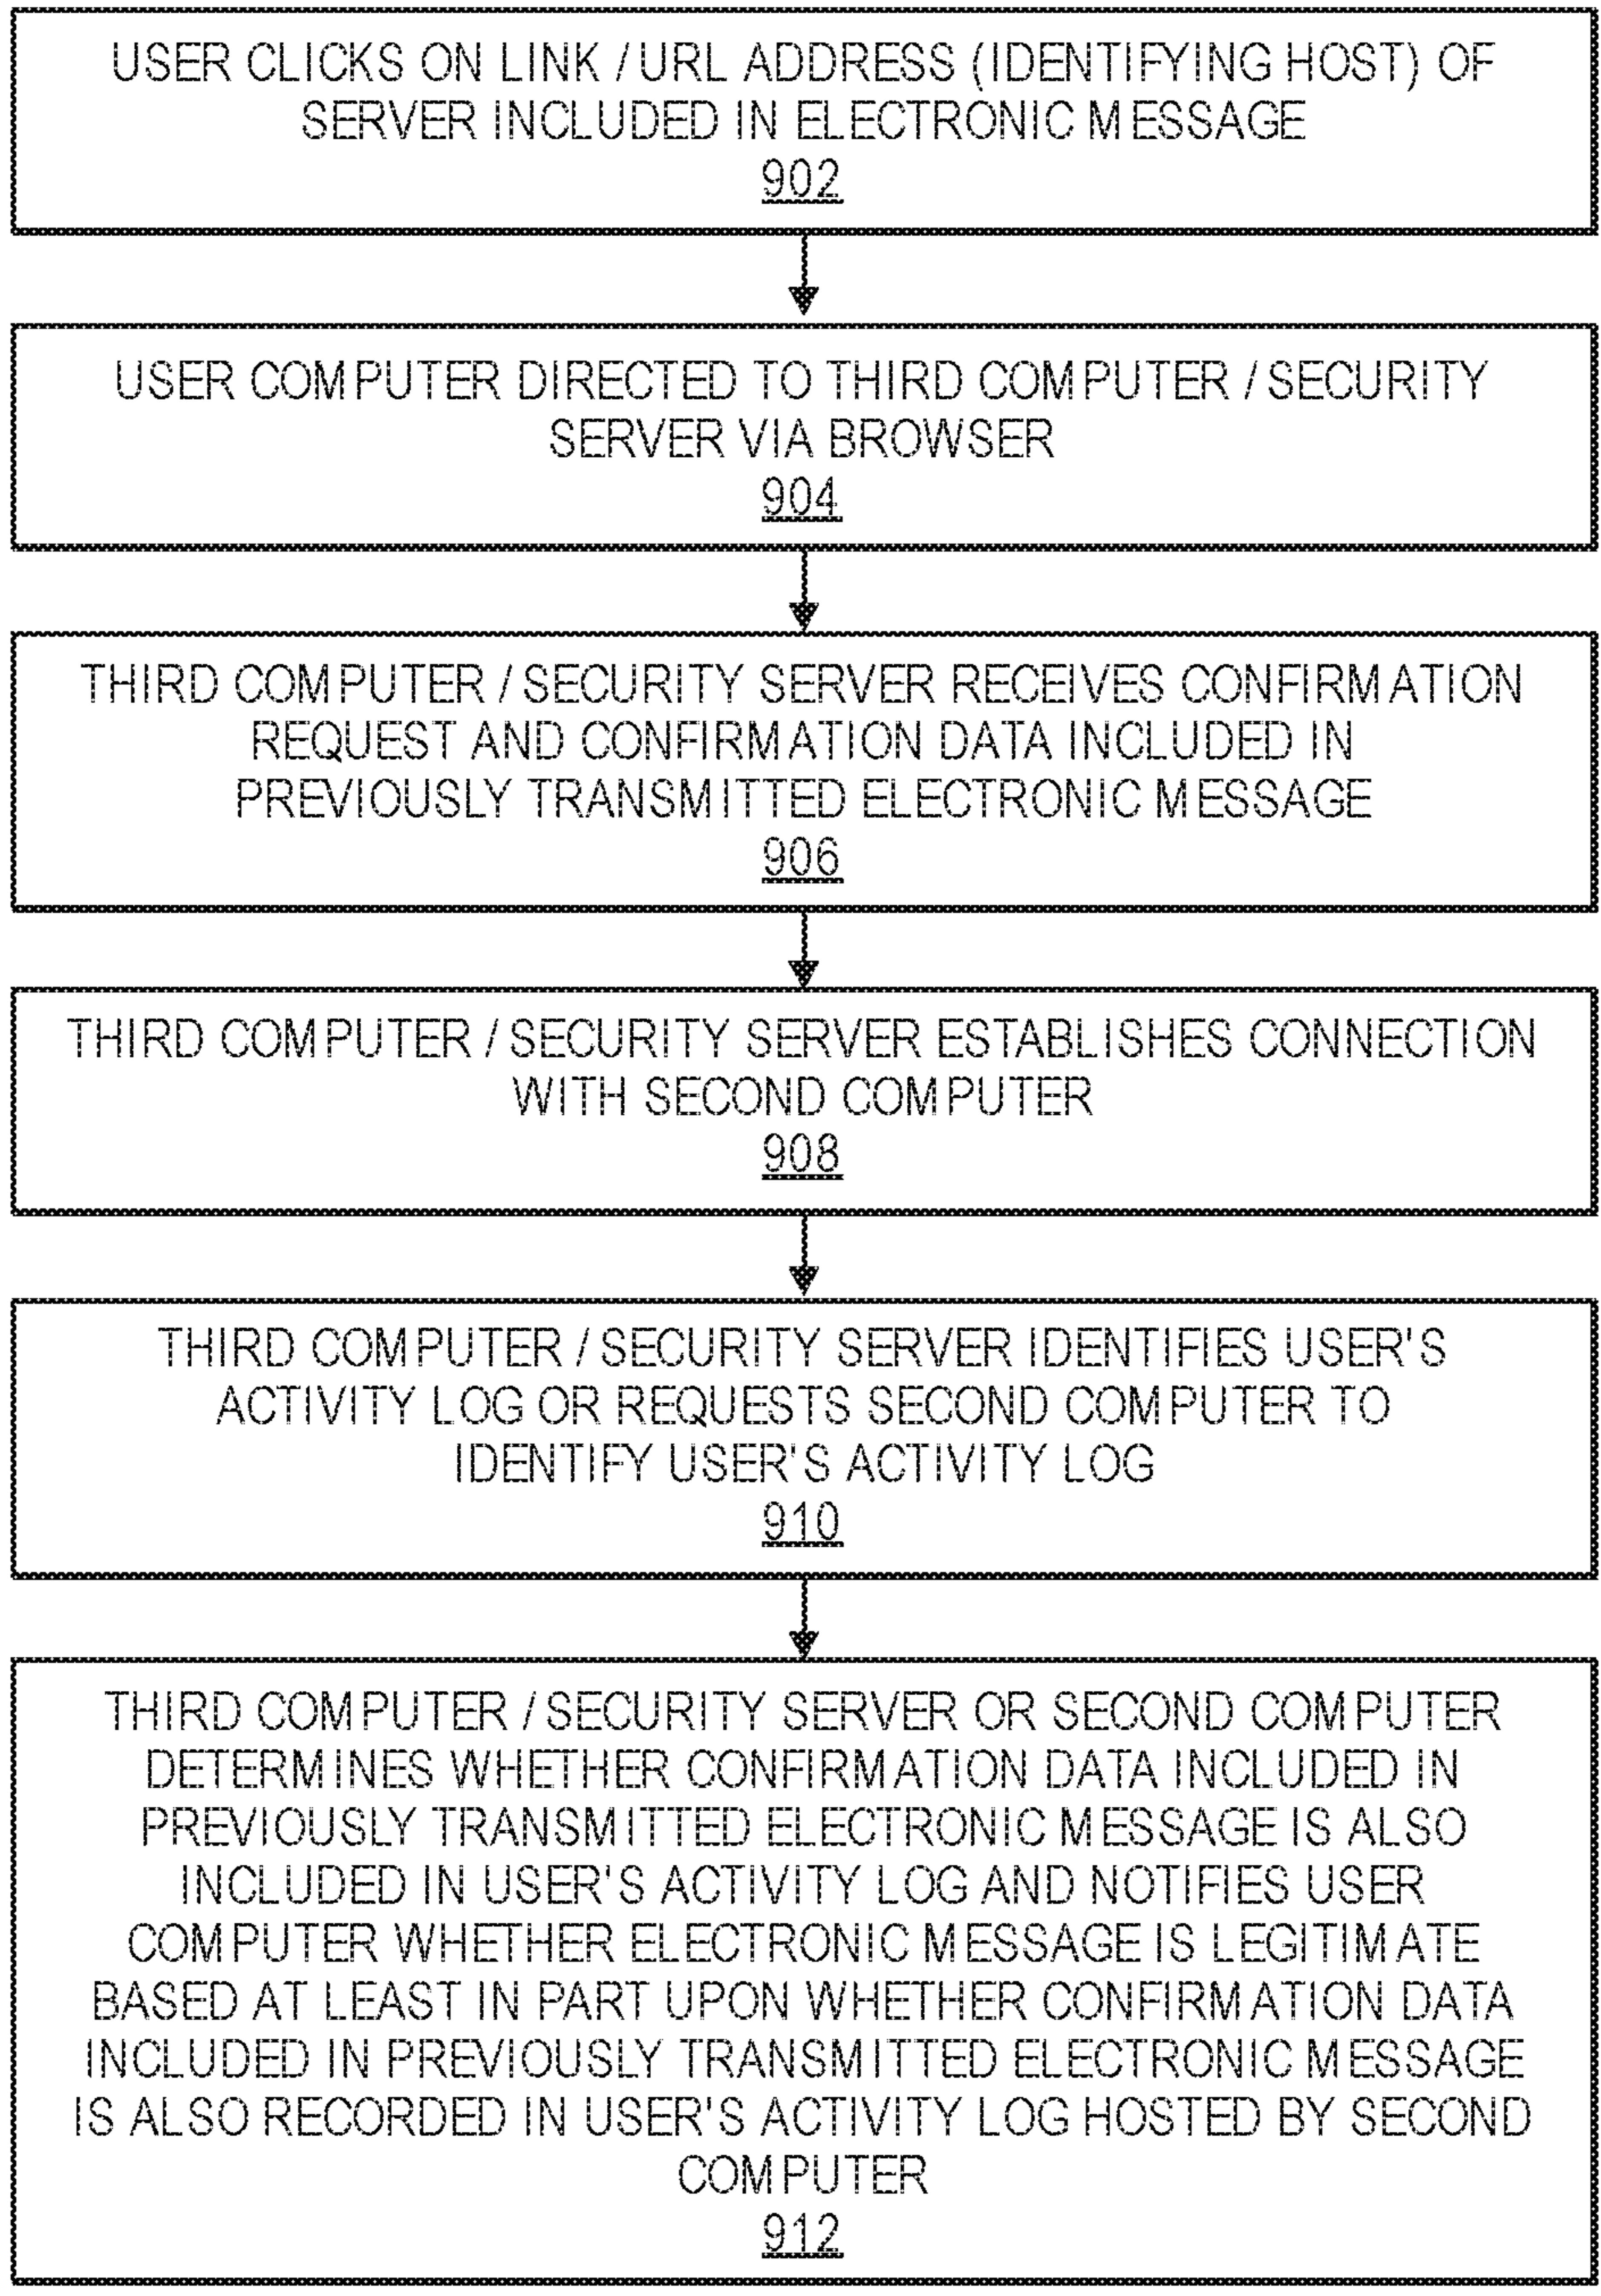 USER CLICKS ON LINK / URL ADDRESS (IDENTIFYING HOST) OF
SERVER INCLUDED IN ELECTRONIC MESSAGE
902
USER COMPUTER DIRECTED TO THIRD COMPUTER / SECURITY
SERVER VIA BROWSER
904
THIRD COMPUTER / SECURITY SERVER RECEIVES CONFIRMATION
REQUEST AND CONFIRMATION DATA INCLUDED IN
PREVIOUSLY TRANSMITTED ELECTRONIC MESSAGE
906
THIRD COMPUTER / SECURITY SERVER ESTABLISHES CONNECTION
WITH SECOND COMPUTER
908
THIRD COMPUTER / SECURITY SERVER IDENTIFIES USER'S
ACTIVITY LOG OR REQUESTS SECOND COMPUTER TO
IDENTIFY USER'S ACTIVITY LOG
910
THIRD COMPUTER / SECURITY SERVER OR SECOND COMPUTER
DETERMINES WHETHER CONFIRMATION DATA INCLUDED IN
PREVIOUSLY TRANSMITTED ELECTRONIC MESSAGE IS ALSO
INCLUDED IN USER'S ACTIVITY LOG AND NOTIFIES USER
COMPUTER WHETHER ELECTRONIC MESSAGE IS LEGITIMATE
BASED AT LEAST IN PART UPON WHETHER CONFIRMATION DATA
INCLUDED IN PREVIOUSLY TRANSMITTED ELECTRONIC MESSAGE
IS ALSO RECORDED IN USER'S ACTIVITY LOG HOSTED BY SECOND
COMPUTER
912